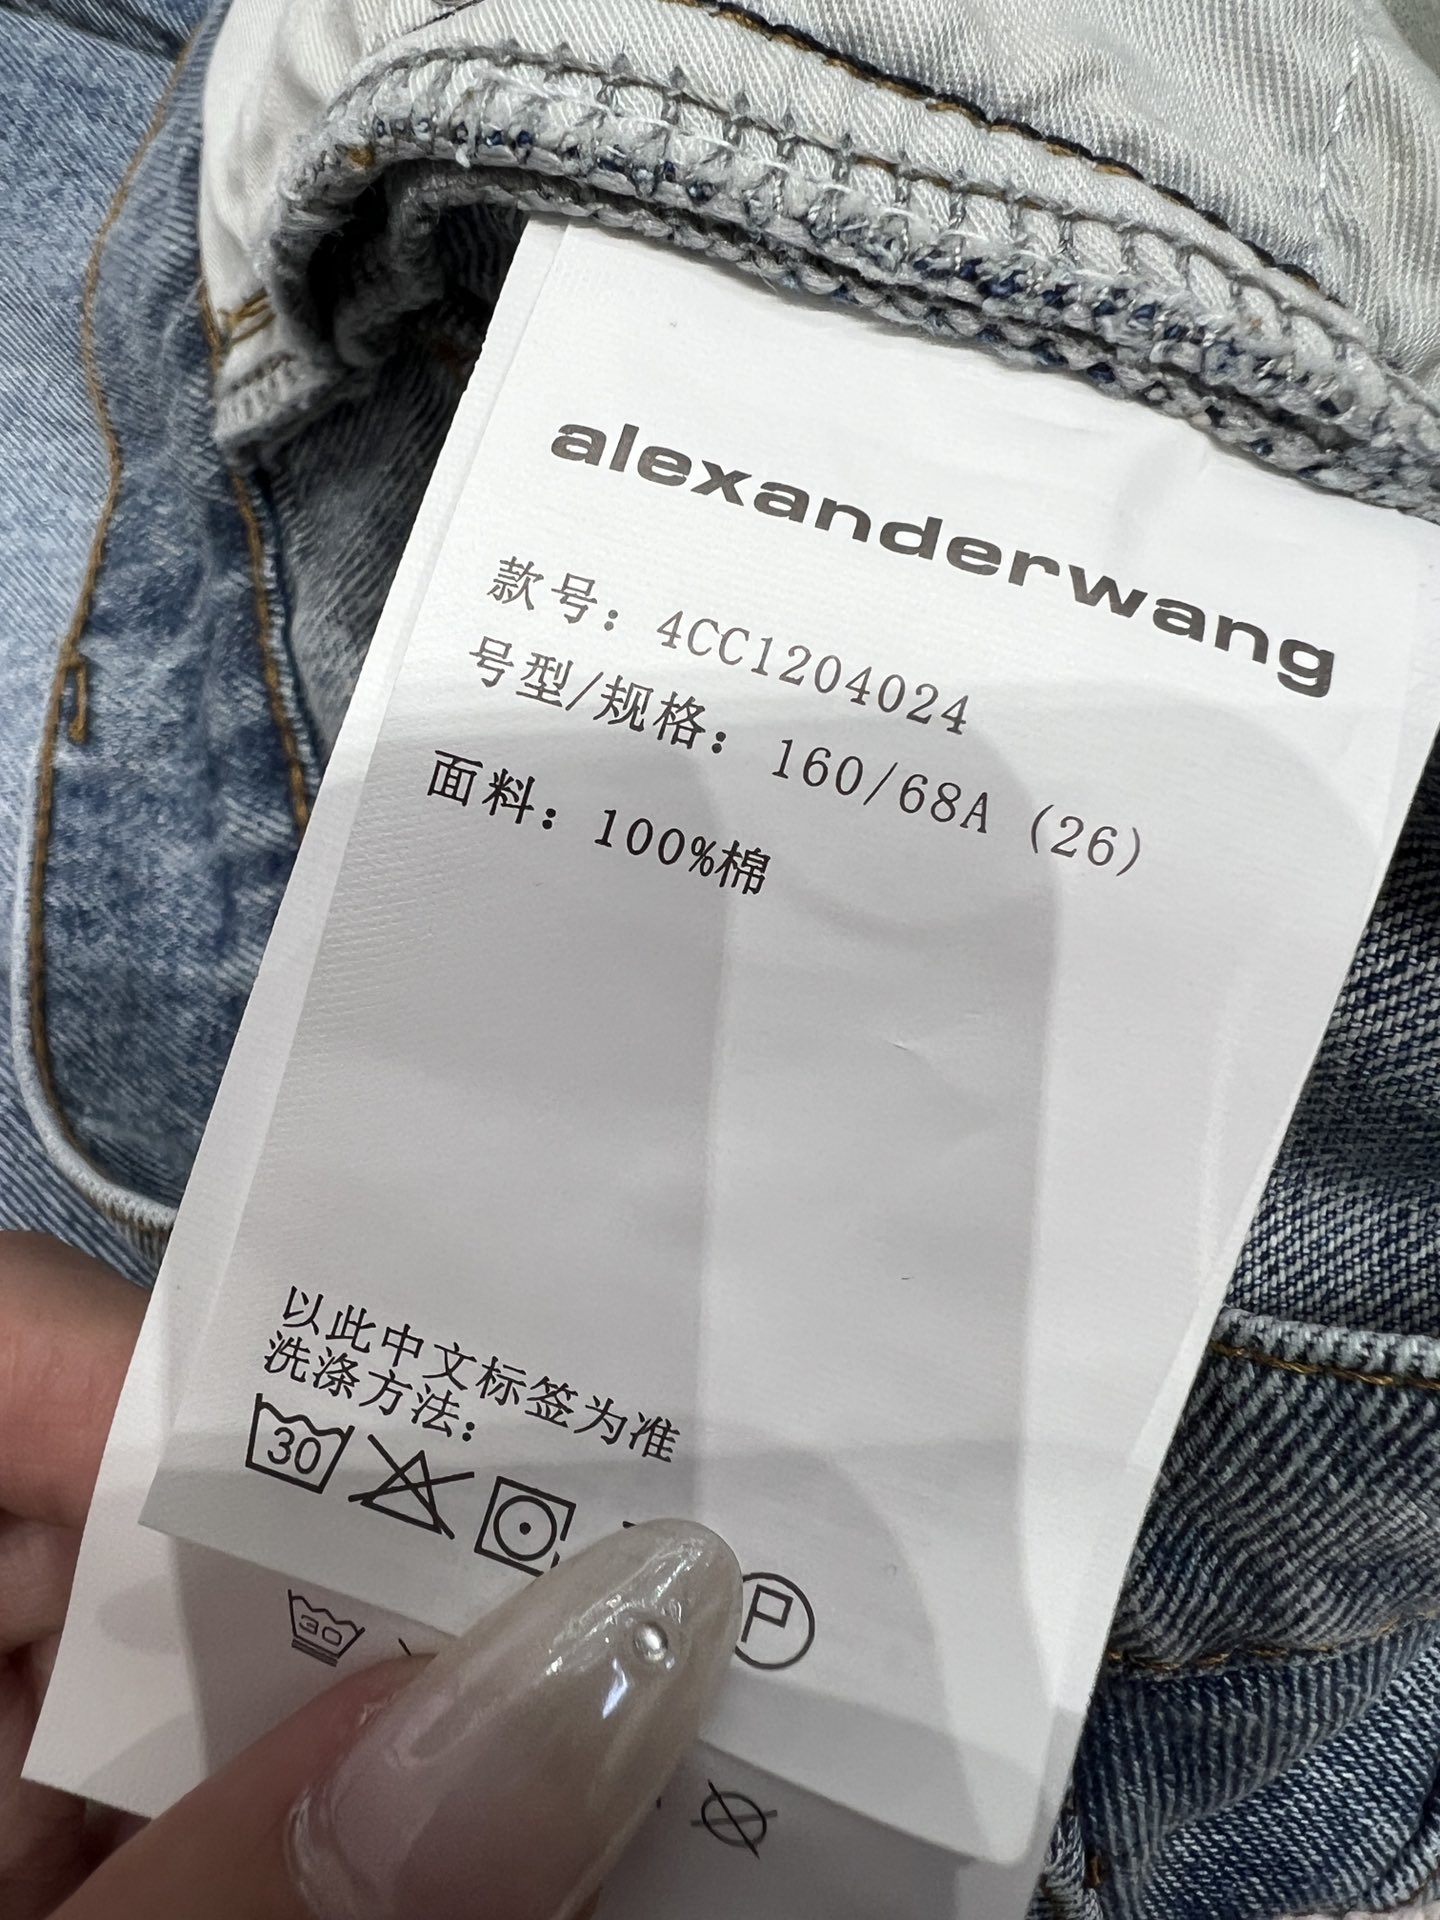 alexanderwang
款号: 4CC1204024
号型/规格: 160/68A (26)
面料: 100%棉
以此中文标签为准
洗涤方法:
30
P
30